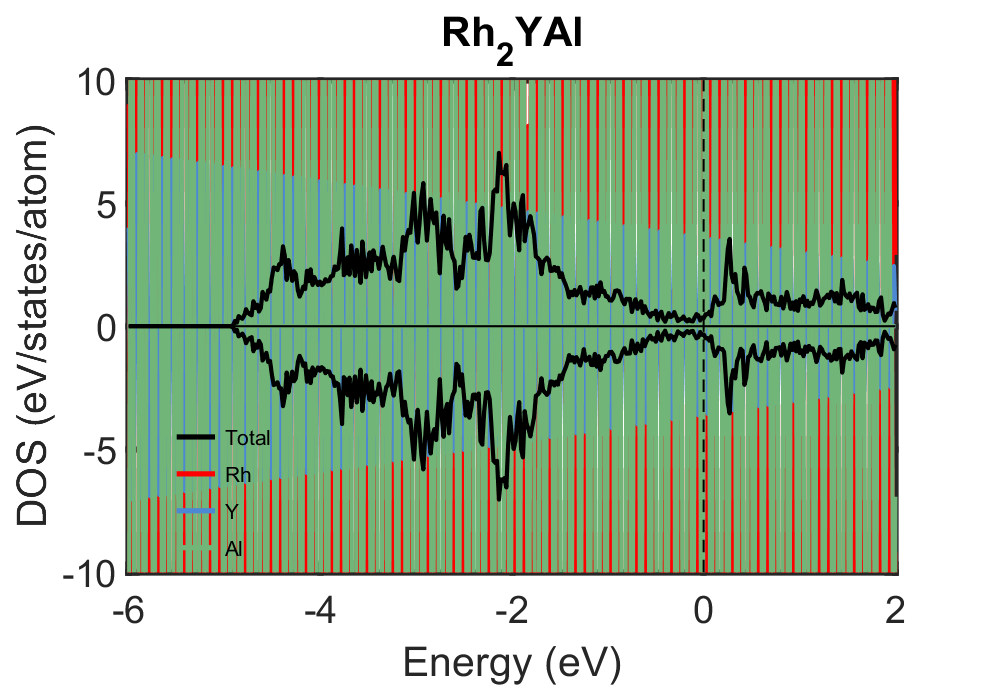 Rh2YAl
DOS (eV/states/atom)
10
5
0
-5
-10
Total
Rh
Y
Al
-6
-4
-2
0
2
Energy (eV)